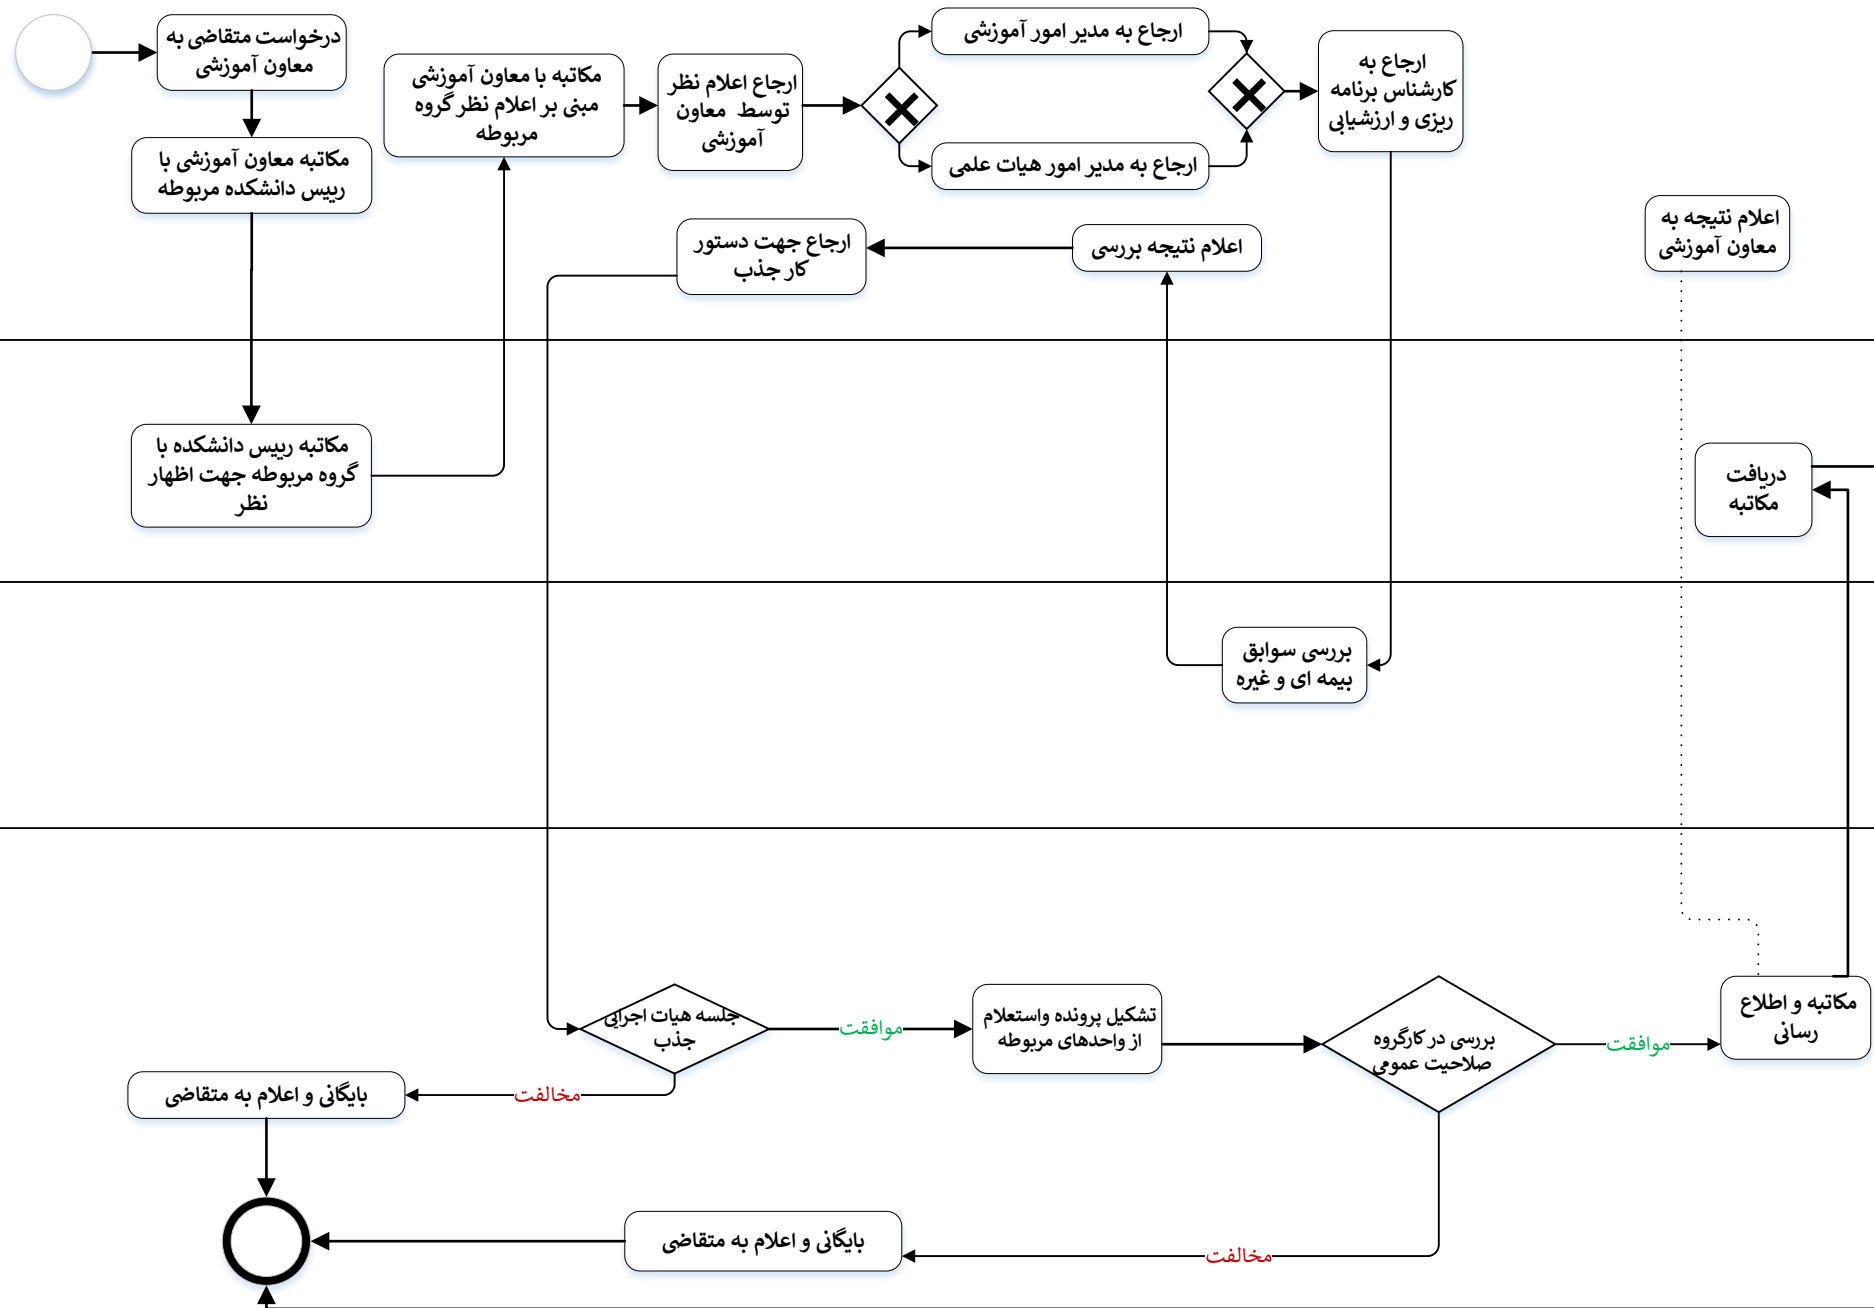 درخواست متقاضی به
معاون آموزشی
مکاتبه معاون آموزشی با
رییس دانشکده مربوطه
مکاتبه با معاون آموزشی
مبنی بر اعلام نظر گروه
مربوطه
ارجاع اعلام نظر
توسط معاون
آموزشی
ارجاع به مدیر امور آموزشی
ارجاع به مدیر امور هیات علمی
ارجاع به
کارشناس برنامه
ریزی و ارزشیابی
اعلام نتیجه بررسی
ارجاع جهت دستور
کار جذب
اعلام نتیجه به
معاون آموزشی
مکاتبه رییس دانشکده با
گروه مربوطه جهت اظهار
نظر
دریافت
مکاتبه
بررسی سوابق
بیمه ای و غیره
جلسه هیات اجرایی
جذب
موافقت
تشکیل پرونده واستعلام
از واحدهای مربوطه
بررسی در کارگروه
صلاحیت عمومی
موافقت
مکاتبه و اطلاع
رسانی
مخالفت
بایگانی و اعلام به متقاضی
مخالفت
بایگانی و اعلام به متقاضی